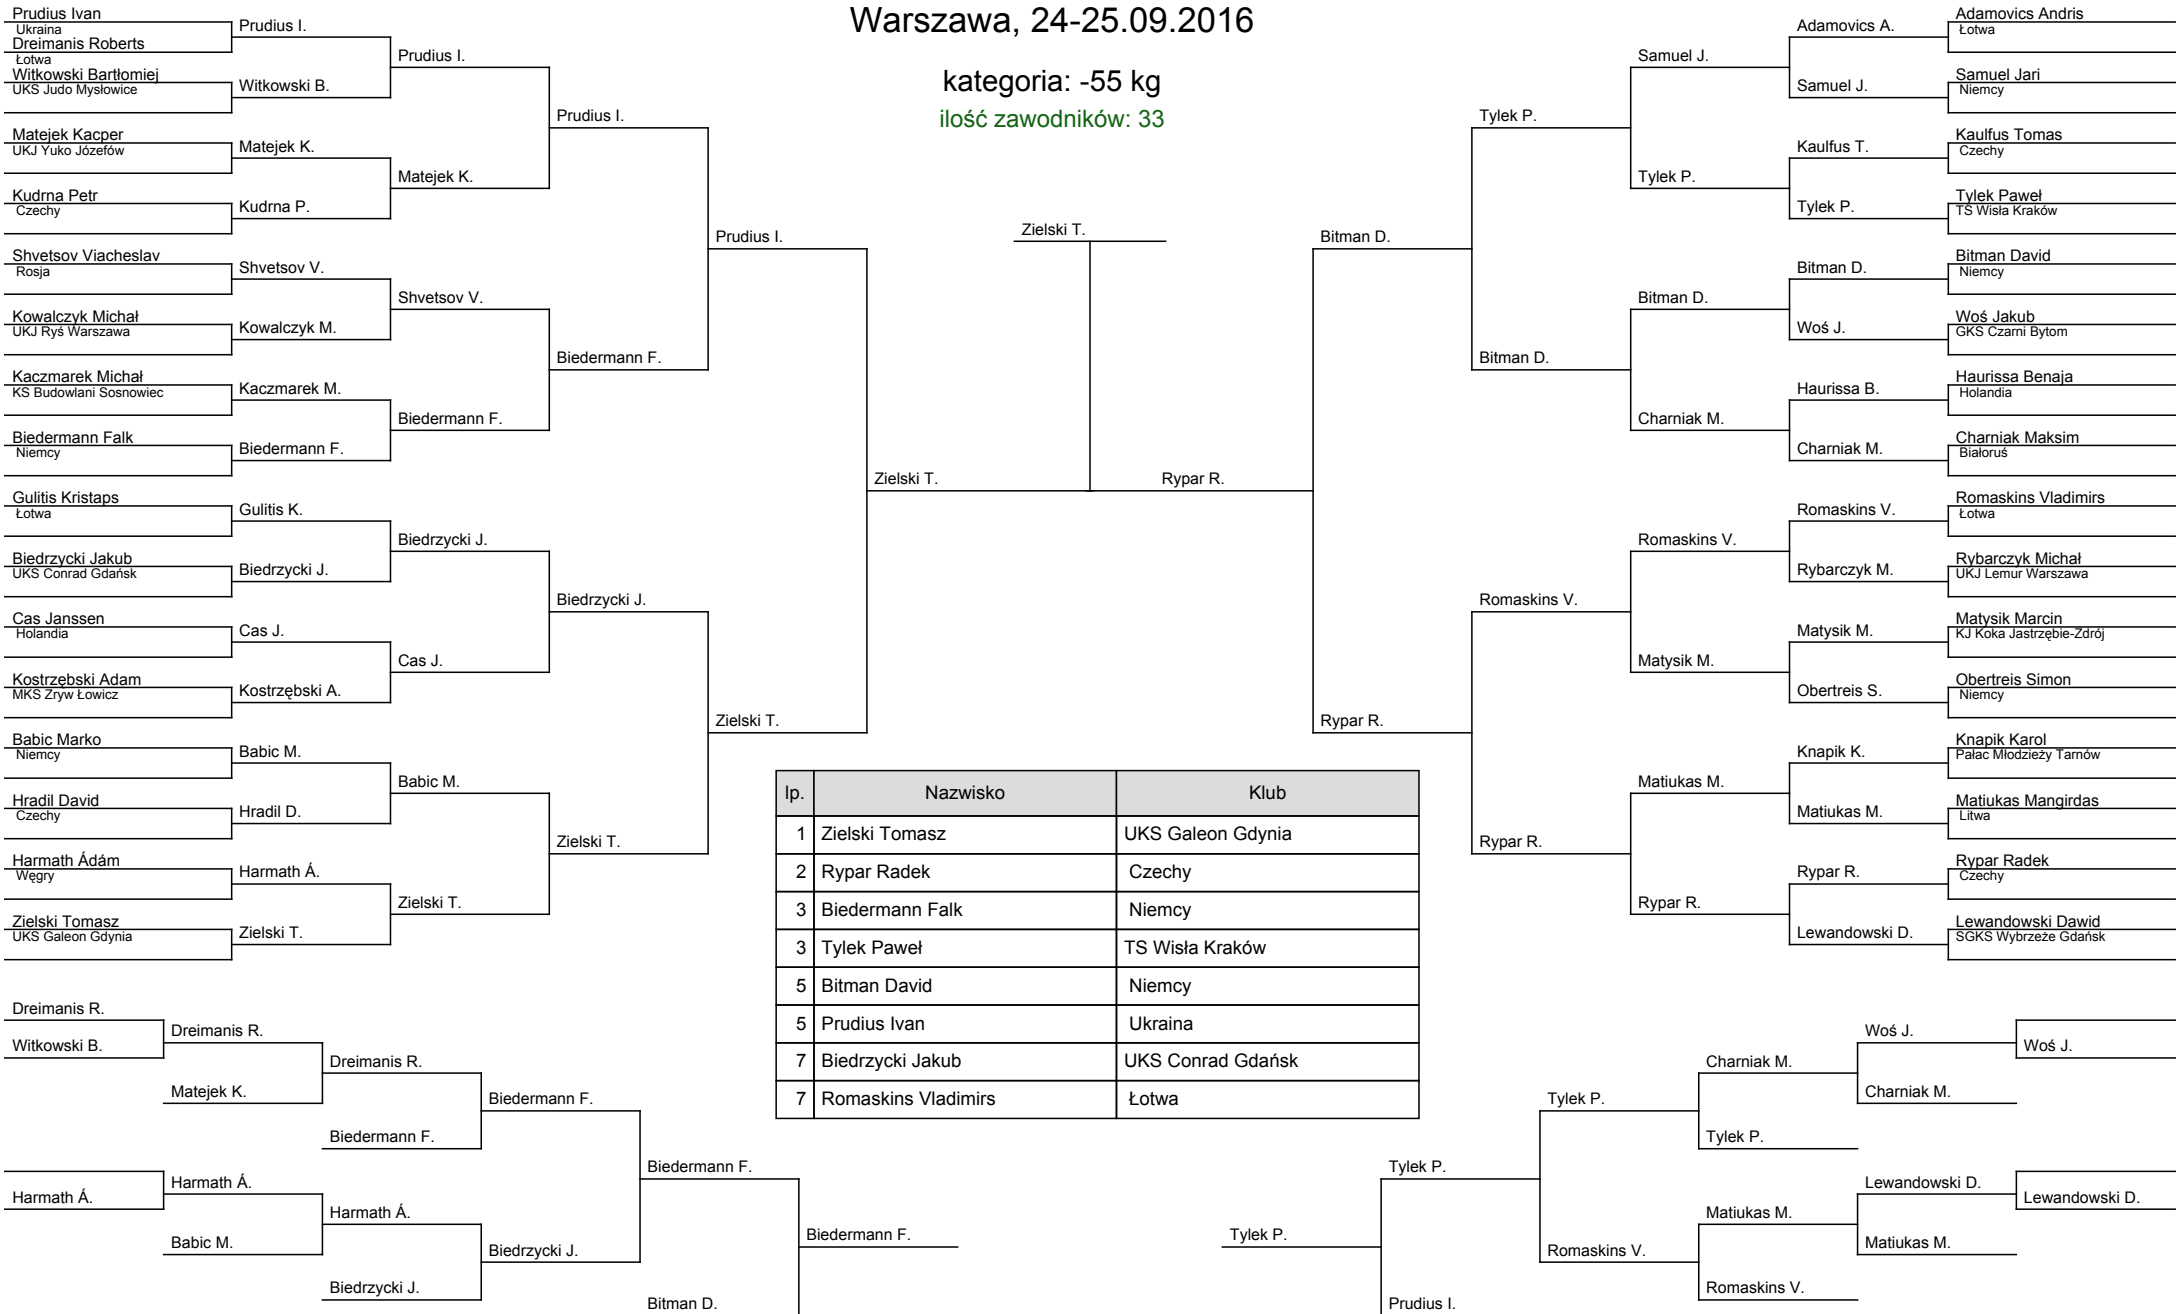 Warszawa, 24-25.09.2016
kategoria: -55 kg
ilość zawodników: 33
Prudius Ivan
Ukraina
Dreimanis Roberts
Łotwa
Witkowski Bartłomiej
UKS Judo Mysłowice
Matejek Kacper
UKJ Yuko Józefów
Kudrna Petr
Czechy
Shvetsov Viacheslav
Rosja
Kowalczyk Michał
UKJ Ryś Warszawa
Kaczmarek Michał
KS Budowlani Sosnowiec
Biedermann Falk
Niemcy
Gulitis Kristaps
Łotwa
Biedrzycki Jakub
UKS Conrad Gdańsk
Cas Janssen
Holandia
Kostrzębski Adam
MKS Zryw Łowicz
Babic Marko
Niemcy
Hradil David
Czechy
Harmath Ádám
Węgry
Zielski Tomasz
UKS Galeon Gdynia
Prudius I.
Witkowski B.
Matejek K.
Kudrna P.
Shvetsov V.
Kowalczyk M.
Kaczmarek M.
Biedermann F.
Gulitis K.
Biedrzycki J.
Cas J.
Kostrzębski A.
Babic M.
Hradil D.
Harmath Á.
Zielski T.
Prudius I.
Matejek K.
Shvetsov V.
Biedermann F.
Biedrzycki J.
Cas J.
Babic M.
Zielski T.
Prudius I.
Biedermann F.
Biedrzycki J.
Zielski T.
Prudius I.
Zielski T.
Zielski T.
Zielski T.
Rypar R.
Bitman D.
Rypar R.
Tylek P.
Bitman D.
Romaskins V.
Rypar R.
Samuel J.
Tylek P.
Bitman D.
Charniak M.
Romaskins V.
Matysik M.
Matiukas M.
Rypar R.
Adamovics A.
Samuel J.
Kaulfus T.
Tylek P.
Bitman D.
Woś J.
Haurissa B.
Charniak M.
Romaskins V.
Rybarczyk M.
Matysik M.
Obertreis S.
Knapik K.
Matiukas M.
Rypar R.
Lewandowski D.
Adamovics Andris
Łotwa
Samuel Jari
Niemcy
Kaulfus Tomas
Czechy
Tylek Paweł
TS Wisła Kraków
Bitman David
Niemcy
Woś Jakub
GKS Czarni Bytom
Haurissa Benaja
Holandia
Charniak Maksim
Białoruś
Romaskins Vladimirs
Łotwa
Rybarczyk Michał
UKJ Lemur Warszawa
Matysik Marcin
KJ Koka Jastrzębie-Zdrój
Obertreis Simon
Niemcy
Knapik Karol
Pałac Młodzieży Tarnów
Matiukas Mangirdas
Litwa
Rypar Radek
Czechy
Lewandowski Dawid
SGKS Wybrzeże Gdańsk
lp. Nazwisko Klub
1 Zielski Tomasz UKS Galeon Gdynia
2 Rypar Radek Czechy
3 Biedermann Falk Niemcy
3 Tylek Paweł TS Wisła Kraków
5 Bitman David Niemcy
5 Prudius Ivan Ukraina
7 Biedrzycki Jakub UKS Conrad Gdańsk
7 Romaskins Vladimirs Łotwa
Dreimanis R.
Witkowski B.
Harmath Á.
Dreimanis R.
Matejek K.
Harmath Á.
Babic M.
Dreimanis R.
Biedermann F.
Harmath Á.
Biedrzycki J.
Biedermann F.
Biedrzycki J.
Biedermann F.
Bitman D.
Biedermann F.
Tylek P.
Tylek P.
Prudius I.
Tylek P.
Romaskins V.
Charniak M.
Tylek P.
Matiukas M.
Romaskins V.
Woś J.
Charniak M.
Lewandowski D.
Matiukas M.
Woś J.
Lewandowski D.